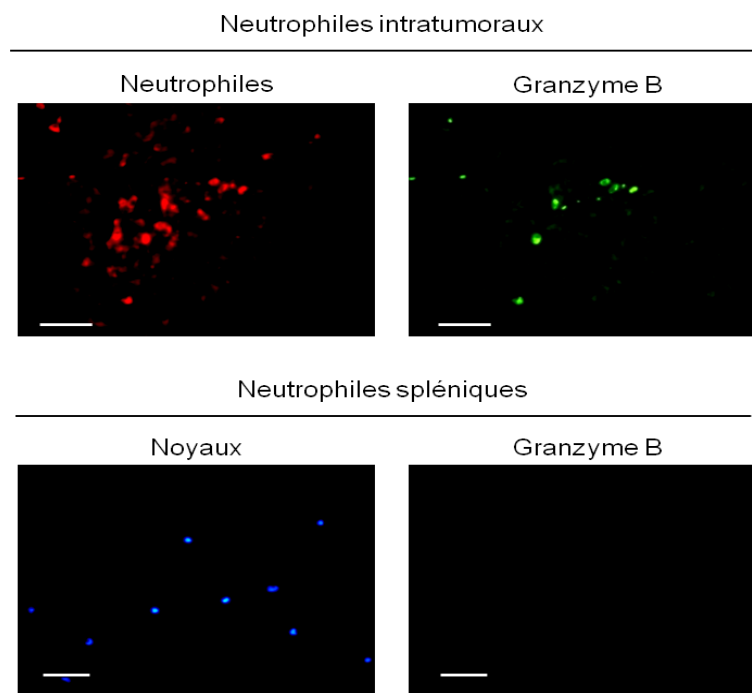 Neutrophiles intratumoraux
Neutrophiles
Granzyme B
Neutrophiles spléniques
Noyaux
Granzyme B